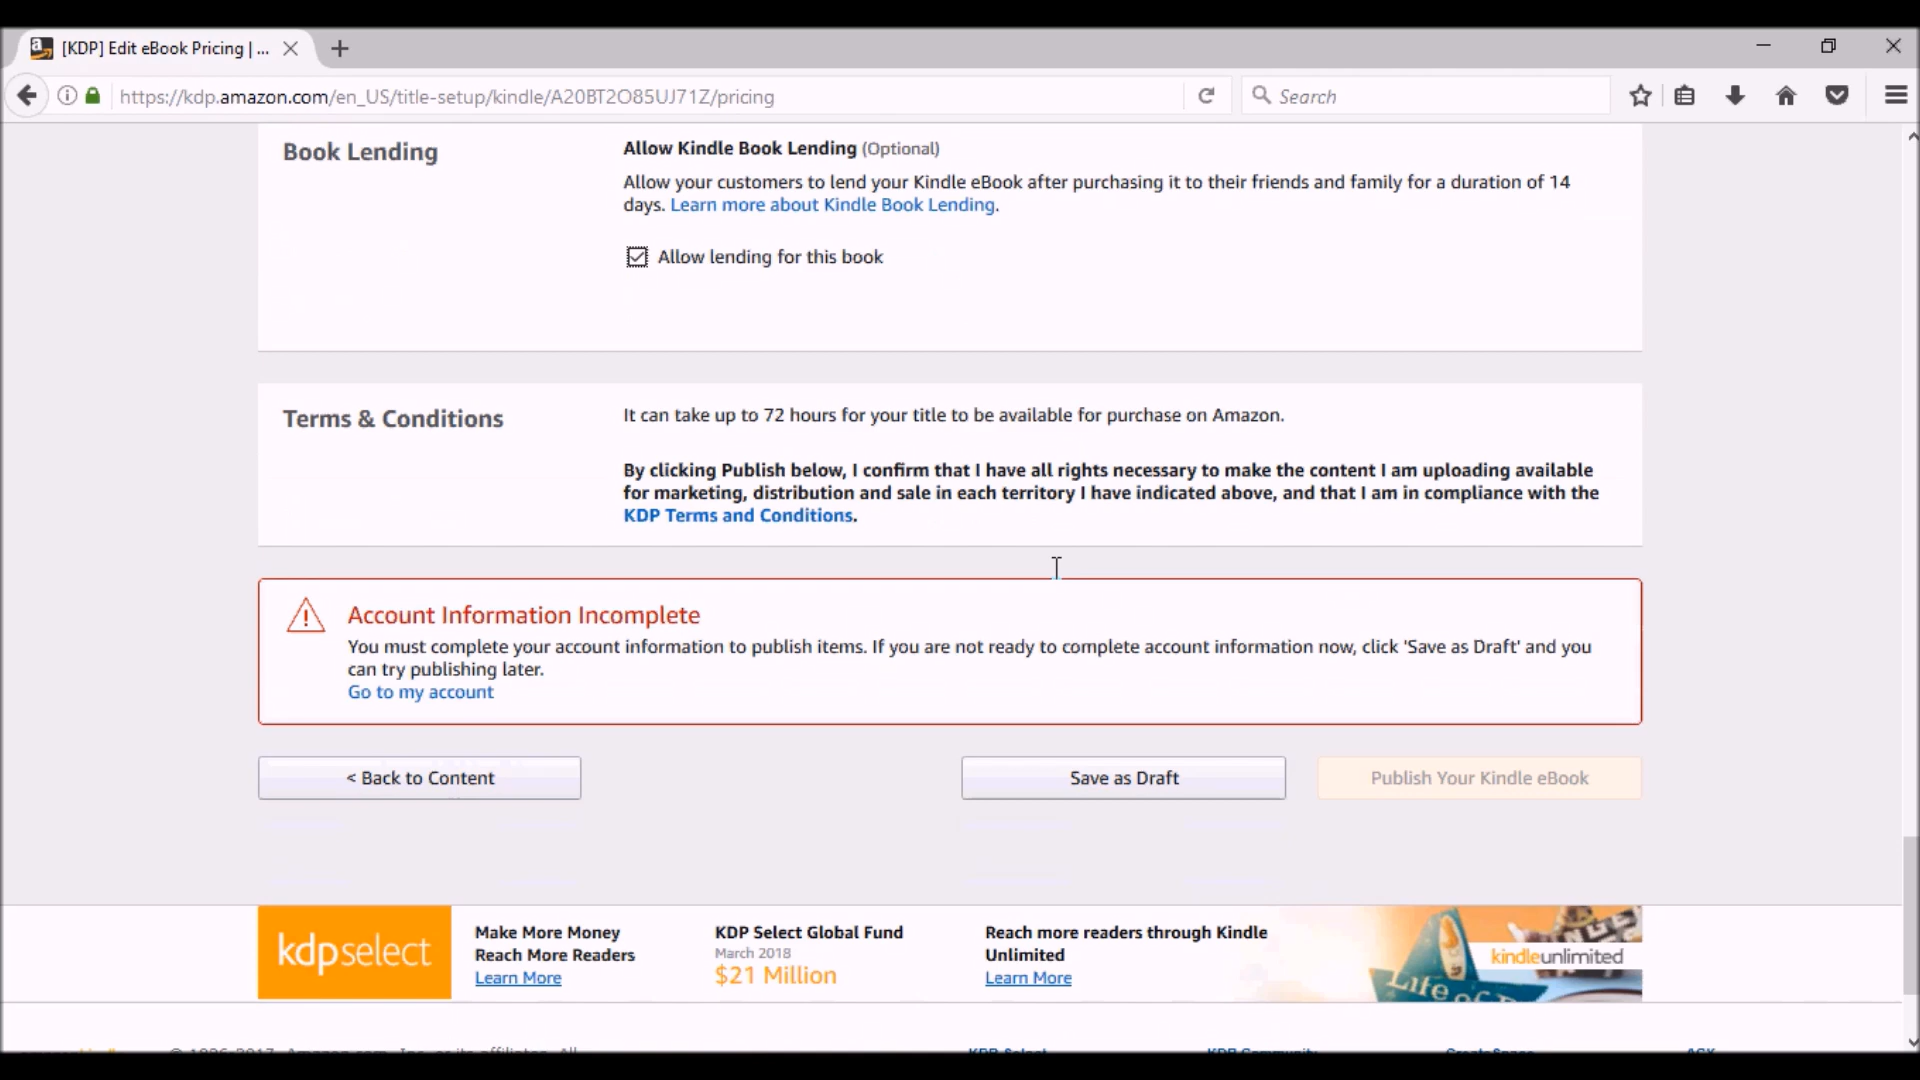 [KDP] Edit eBook Pricing | ...
https://kdp.amazon.com/en_US/title-setup/kindle/A20BT2O85UJ71Z/pricing
Search
Book Lending
Allow Kindle Book Lending (Optional)
Allow your customers to lend your Kindle eBook after purchasing it to their friends and family for a duration of 14
days. Learn more about Kindle Book Lending.
Allow lending for this book
Terms & Conditions
It can take up to 72 hours for your title to be available for purchase on Amazon.
By clicking Publish below, I confirm that I have all rights necessary to make the content I am uploading available
for marketing, distribution and sale in each territory I have indicated above, and that I am in compliance with the
KDP Terms and Conditions.
Account Information Incomplete
You must complete your account information to publish items. If you are not ready to complete account information now, click 'Save as Draft' and you
can try publishing later.
Go to my account
< Back to Content
Save as Draft
Publish Your Kindle eBook
kdpselect
Make More Money
Reach More Readers
Learn More
KDP Select Global Fund
March 2018
$21 Million
Reach more readers through Kindle
Unlimited
Learn More
kindleunlimited
Life of